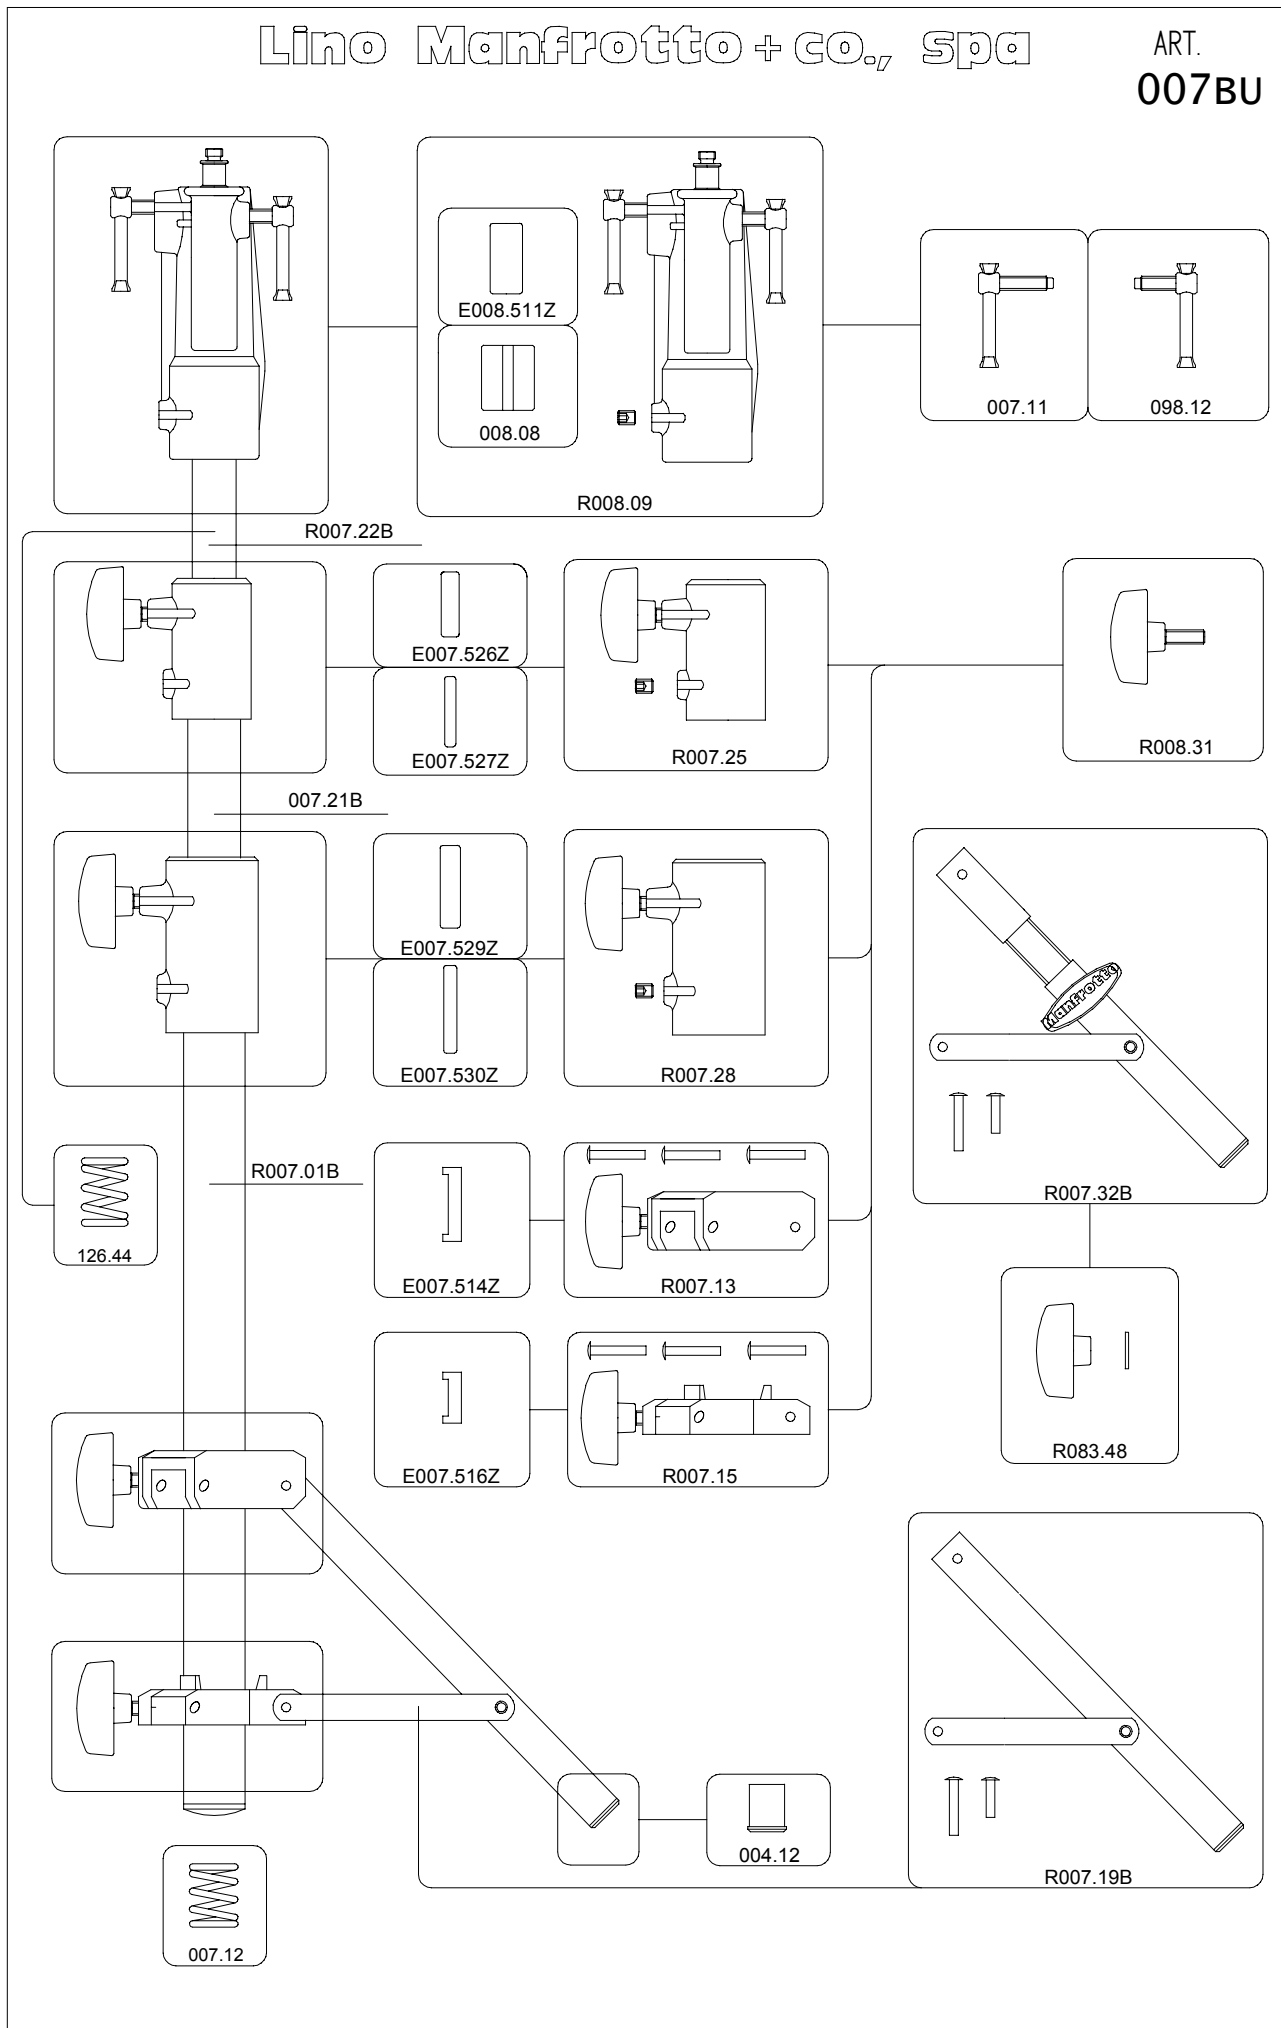 Lino Manfrotto + co., spa
ART.
007BU
E008.511Z
008.08
R008.09
007.11
098.12
R007.22B
E007.526Z
E007.527Z
R007.25
R008.31
007.21B
E007.529Z
E007.530Z
R007.28
Manfrotto
R007.32B
R007.01B
126.44
E007.514Z
R007.13
E007.516Z
R007.15
R083.48
004.12
R007.19B
007.12